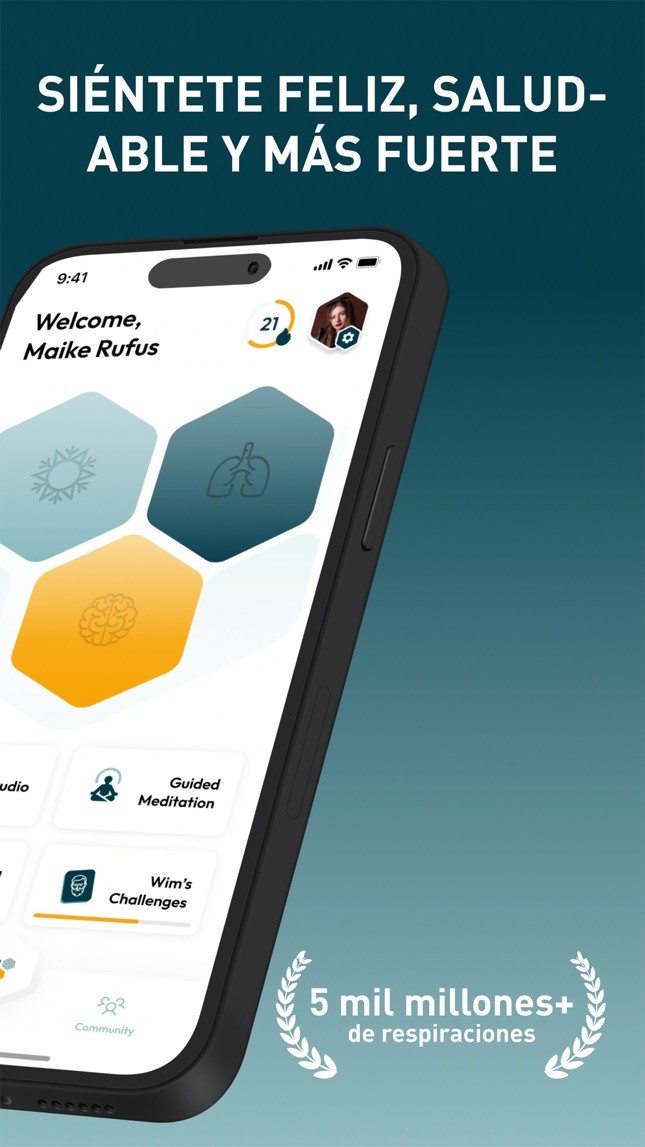 SIÉNTETE FELIZ, SALUD-
ABLE Y MÁS FUERTE
9:41
Welcome,
Maike Rufus
21
udio
Guided
Meditation
Wim's
Challenges
Community
5 mil millones+
de respiraciones